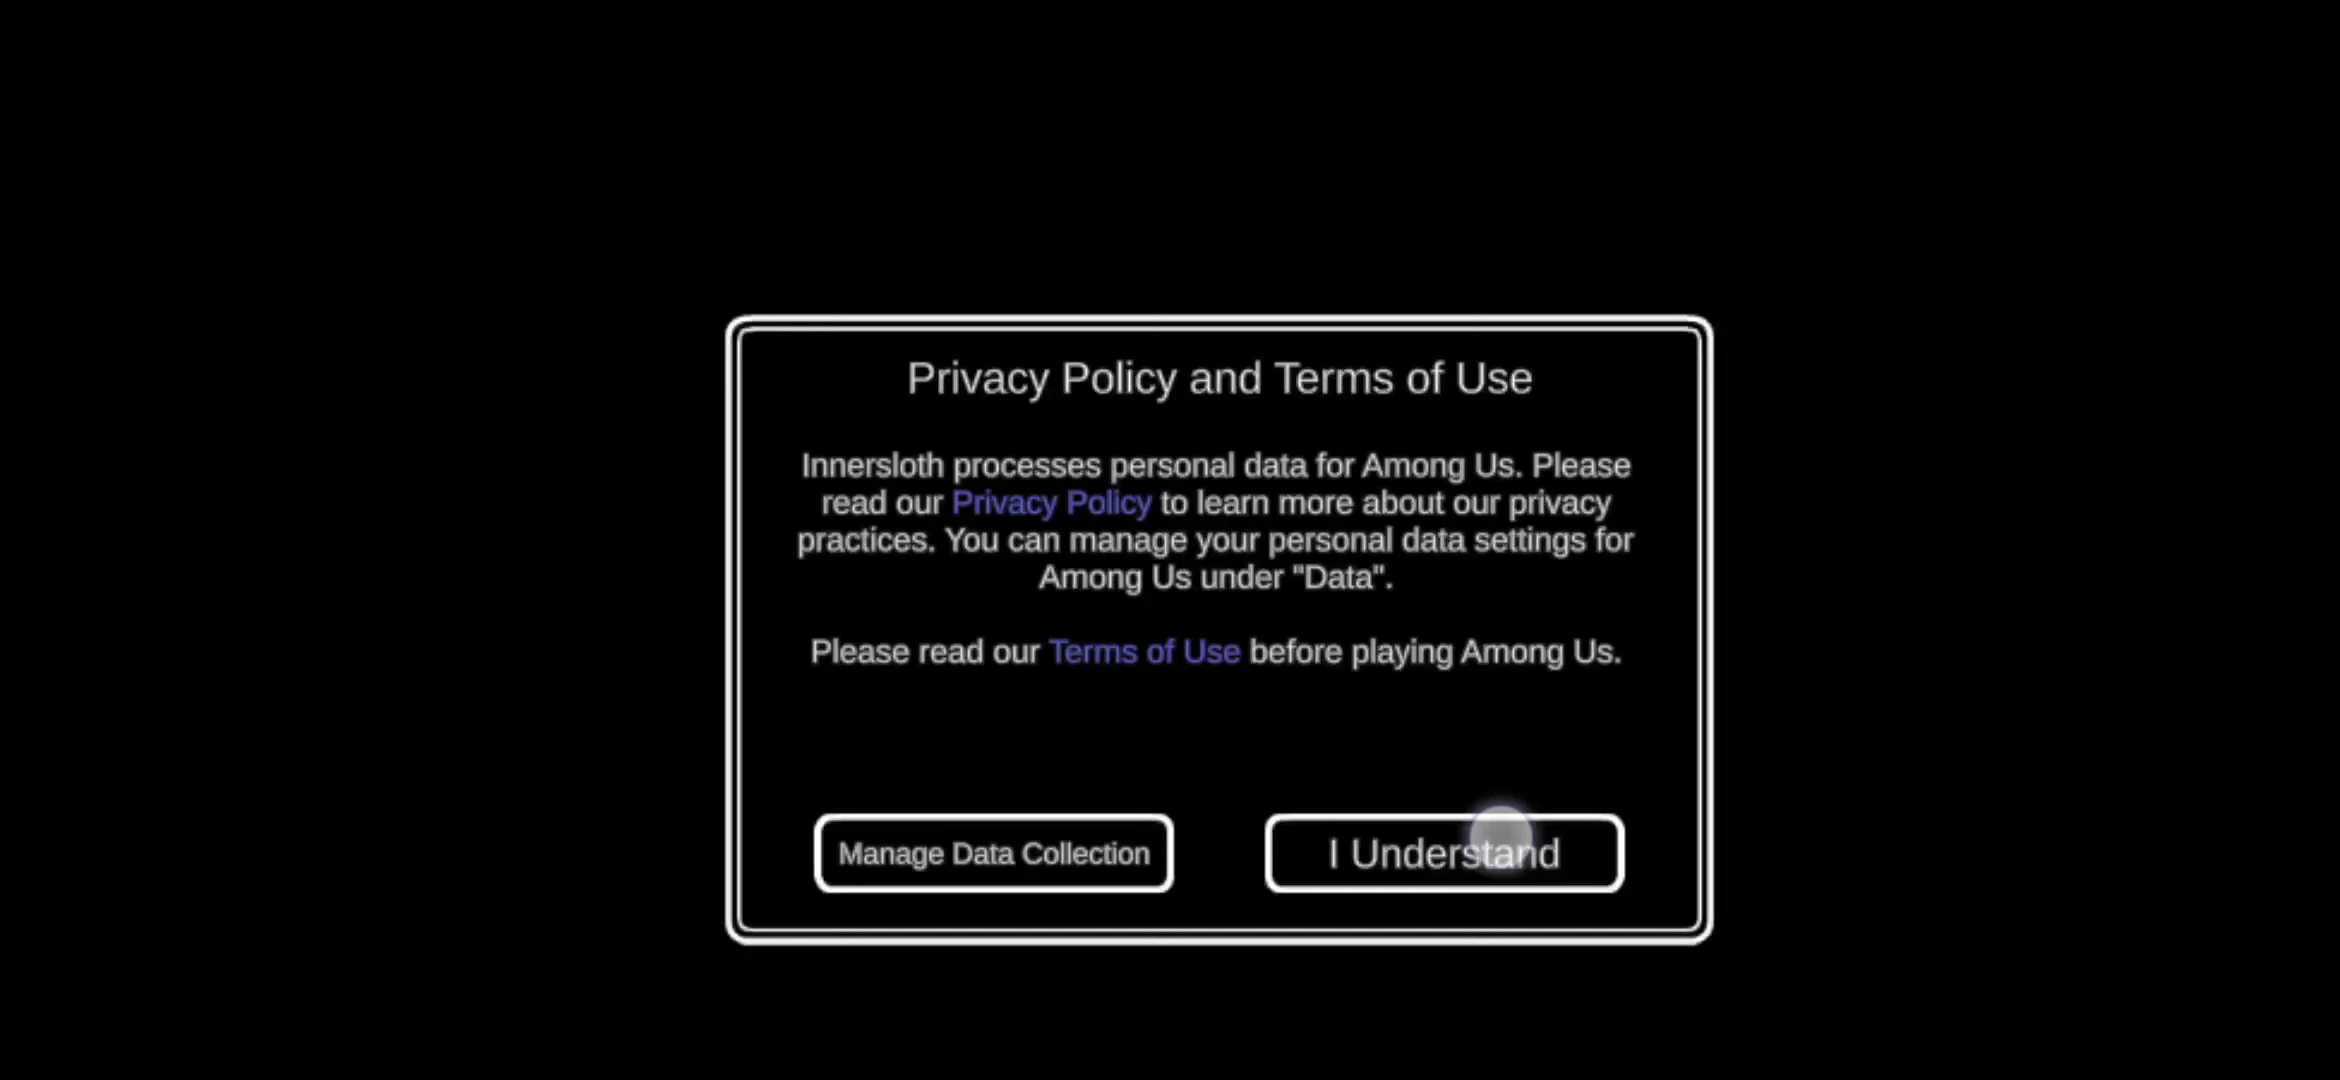 Privacy Policy and Terms of Use
Innersloth processes personal data for Among Us. Please
read our Privacy Policy to learn more about our privacy
practices. You can manage your personal data settings for
Among Us under "Data".
Please read our Terms of Use before playing Among Us.
Manage Data Collection
I Understand